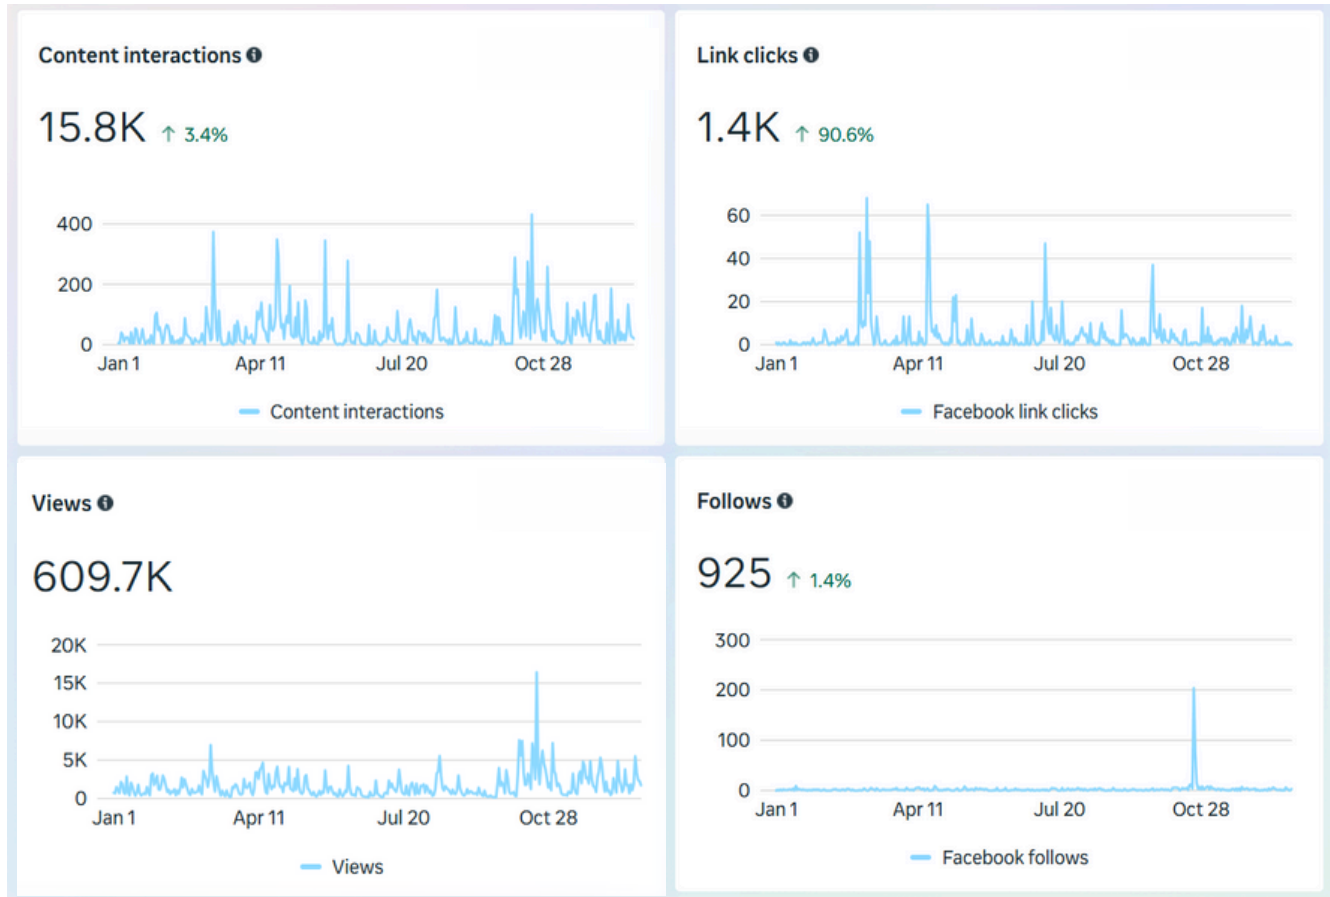 Content interactions
15.8K ↑ 3.4%
400
200
0
Jan 1 Apr 11 Jul 20 Oct 28
Content interactions
Link clicks
1.4K ↑ 90.6%
60
40
20
0
Jan 1 Apr 11 Jul 20 Oct 28
Facebook link clicks
Views
609.7K
20K
15K
10K
5K
0
Jan 1 Apr 11 Jul 20 Oct 28
Views
Follows
925 ↑ 1.4%
300
200
100
0
Jan 1 Apr 11 Jul 20 Oct 28
Facebook follows